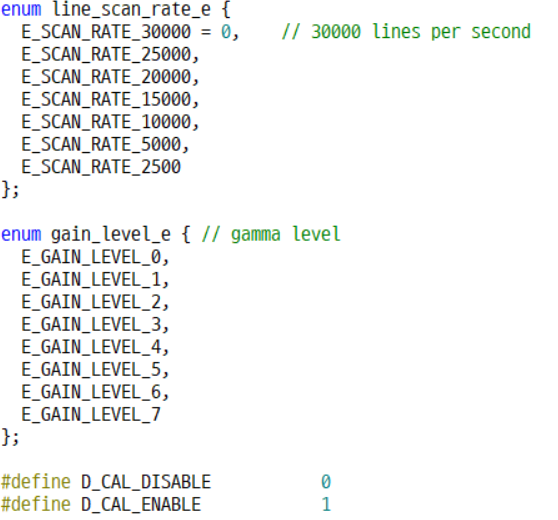 enum line_scan_rate_e {
  E_SCAN_RATE_30000 = 0,    // 30000 lines per second
  E_SCAN_RATE_25000,
  E_SCAN_RATE_20000,
  E_SCAN_RATE_15000,
  E_SCAN_RATE_10000,
  E_SCAN_RATE_5000,
  E_SCAN_RATE_2500
};

enum gain_level_e { // gamma level
  E_GAIN_LEVEL_0,
  E_GAIN_LEVEL_1,
  E_GAIN_LEVEL_2,
  E_GAIN_LEVEL_3,
  E_GAIN_LEVEL_4,
  E_GAIN_LEVEL_5,
  E_GAIN_LEVEL_6,
  E_GAIN_LEVEL_7
};

#define D_CAL_DISABLE           0
#define D_CAL_ENABLE            1